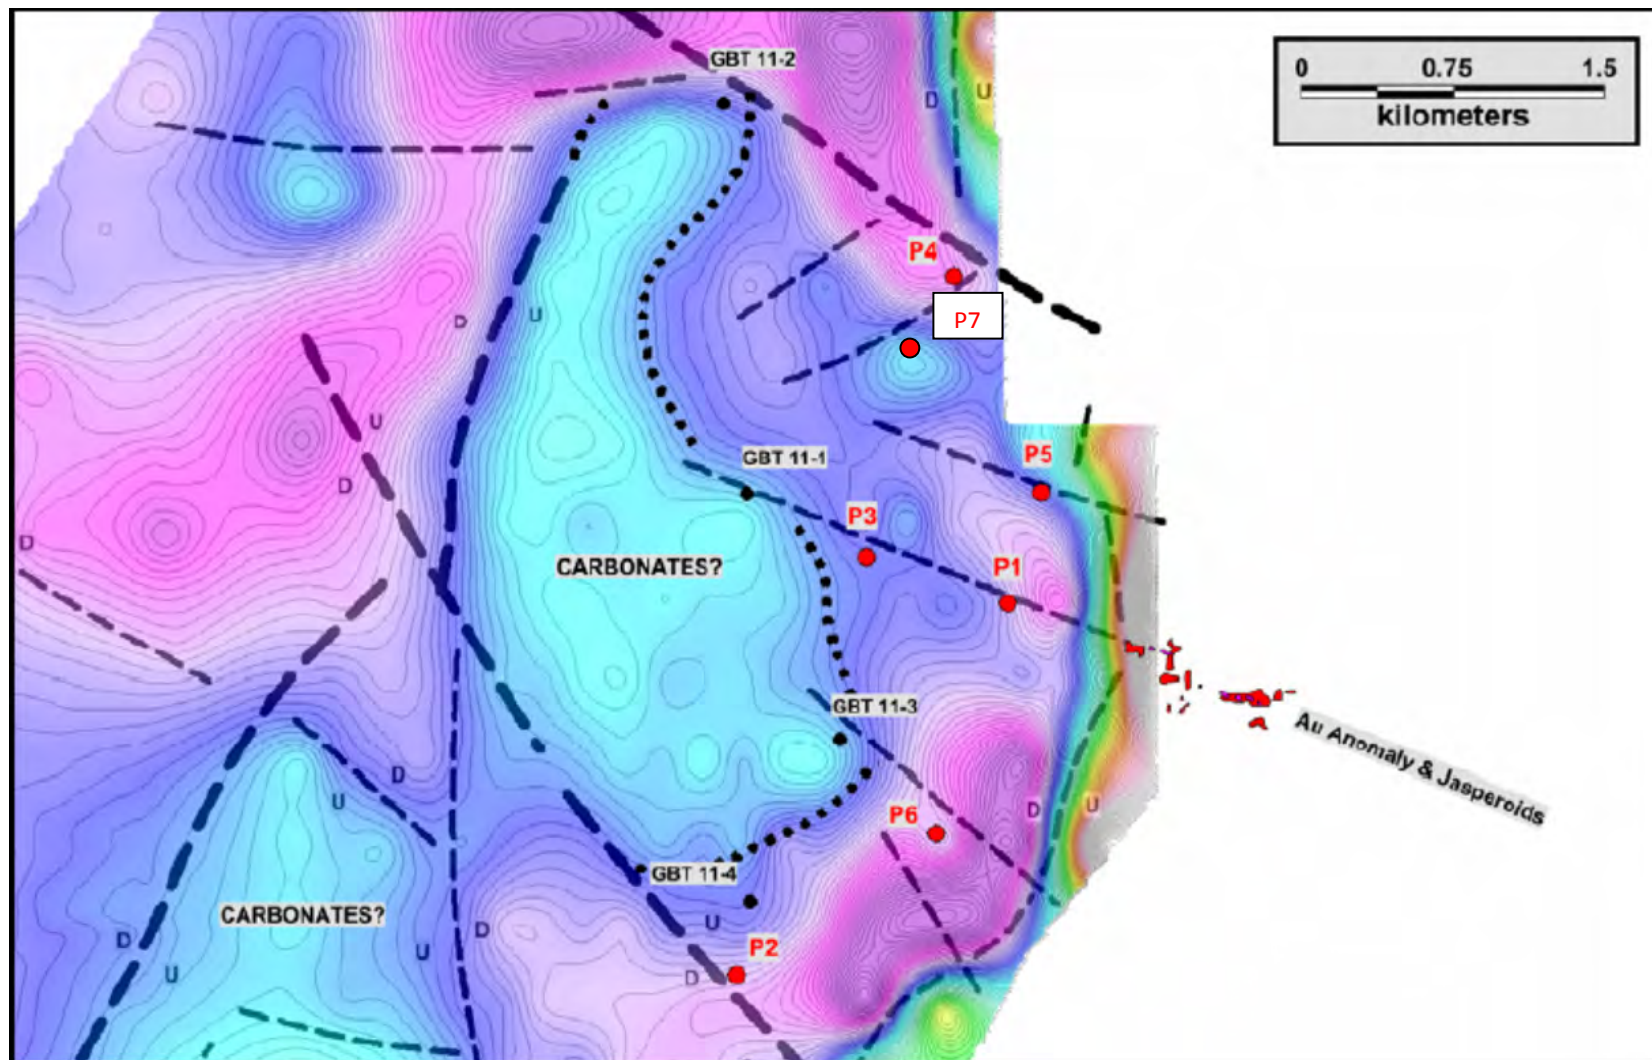 GBT 11-2
0 0.75 1.5
kilometers
D U
P4
P7
D U
U
D
GBT 11-1
P5
P3
D
CARBONATES?
P1
GBT 11-3
Au Anomaly & Jasperoids
D
U
P6
D U
GBT 11-4
CARBONATES?
U
D
P2
D
U
U
D